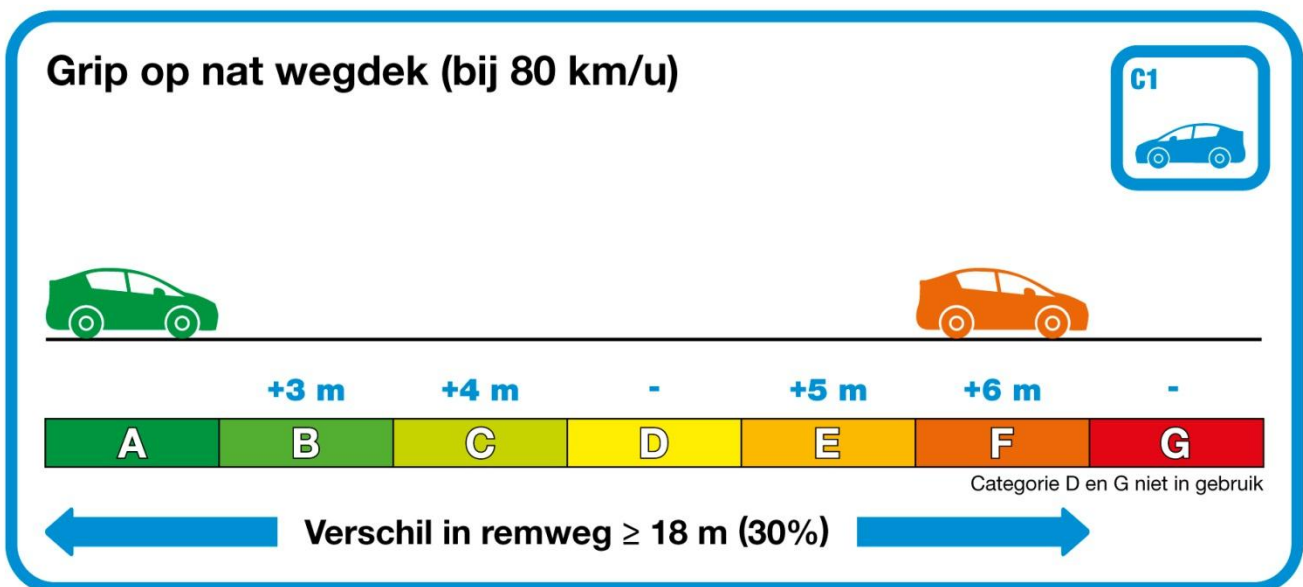 Grip op nat wegdek (bij 80 km/u)
C1
+3 m +4 m - +5 m +6 m -
A B C D E F G
Categorie D en G niet in gebruik
Verschil in remweg ≥ 18 m (30%)